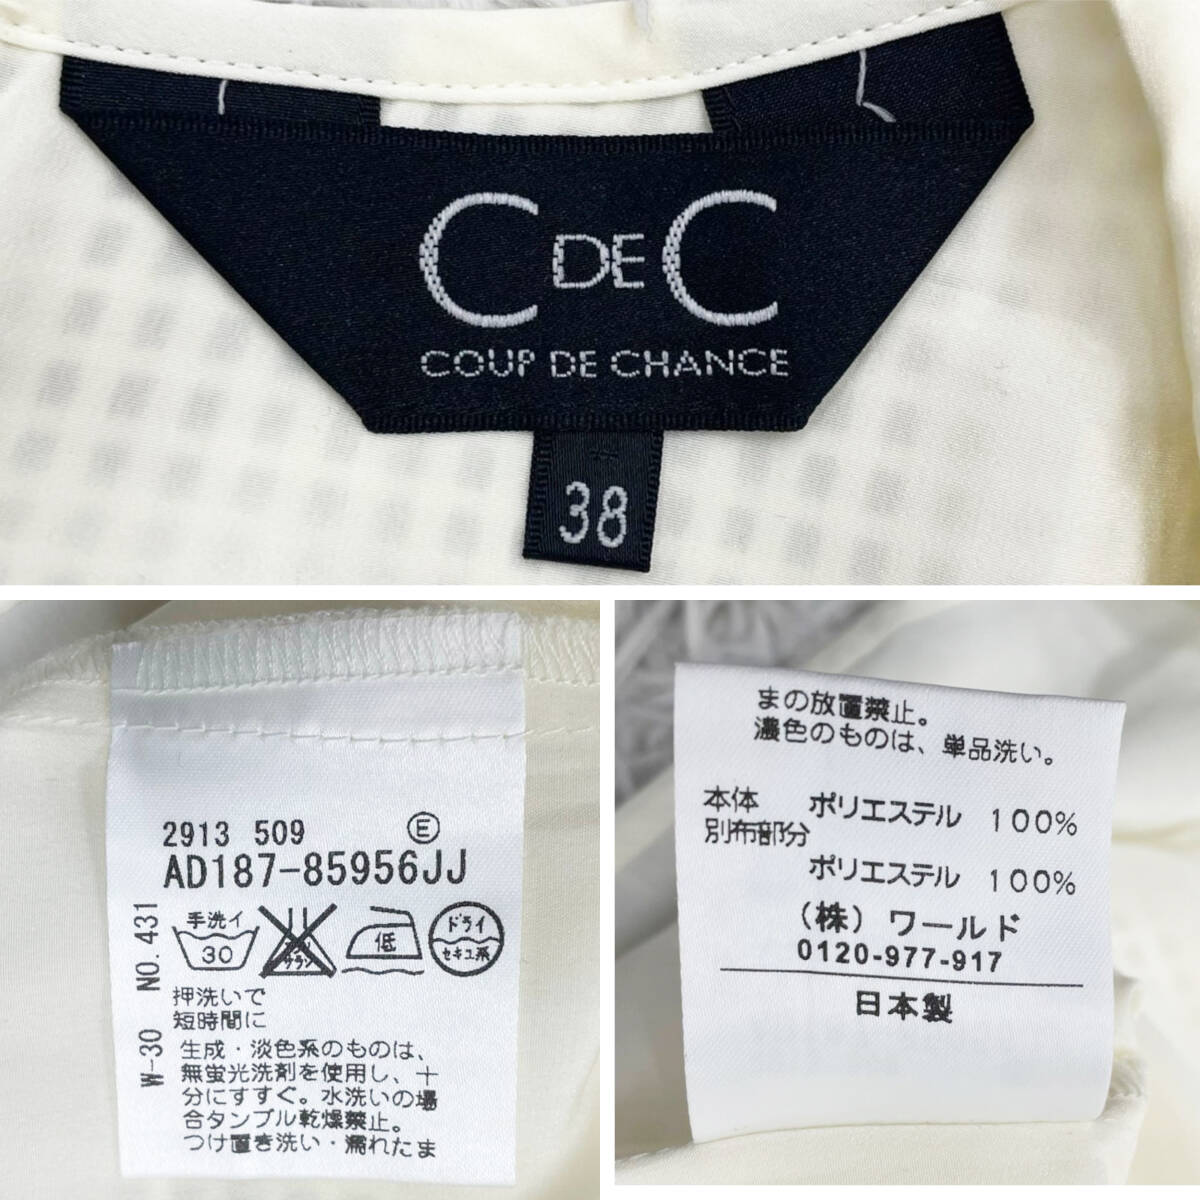 C DE C
COUP DE CHANCE
38
2913 509 E
AD187-85956JJ
NO.431
W-30
手洗イ
30
エンソ
サラシ
低
ドライ
セキユ系
押洗いで
短時間に
生成・淡色系のものは、
無蛍光洗剤を使用し、十
分にすすぐ。水洗いの場
合タンブル乾燥禁止。
つけ置き洗い・濡れたま
まの放置禁止。
濃色のものは、単品洗い。
本体 ポリエステル 100%
別布部分
ポリエステル 100%
(株) ワールド
0120-977-917
日本製